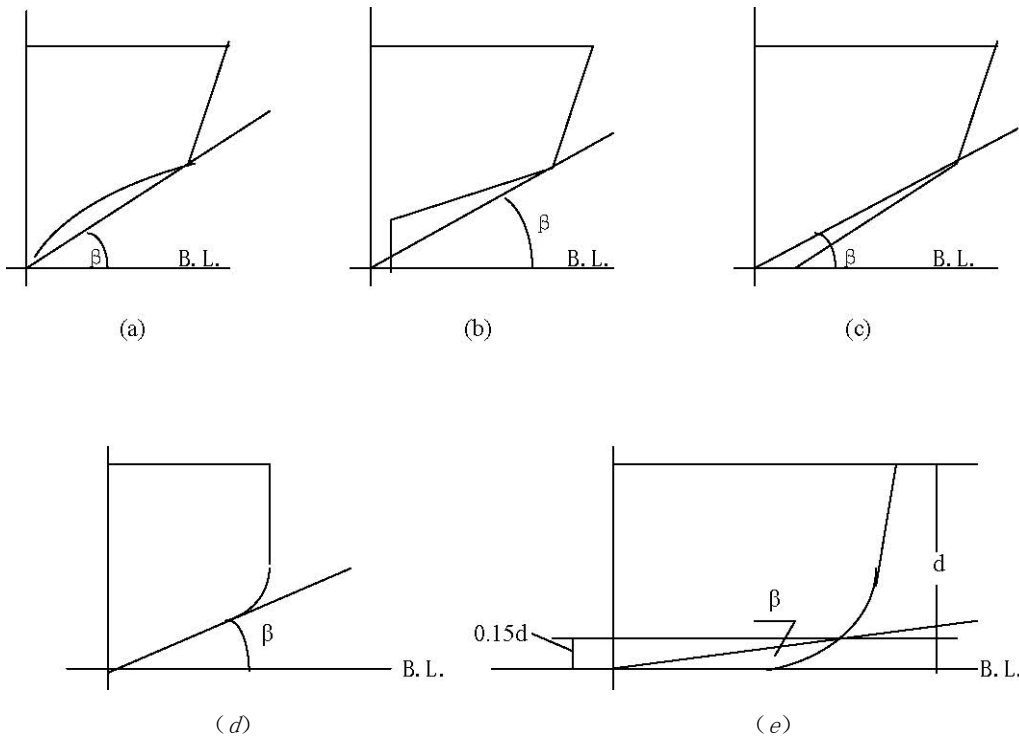 β B. L.
β B. L.
β B. L.
(a) (b) (c)
d
β
0.15d
β B. L. B. L.
(d) (e)